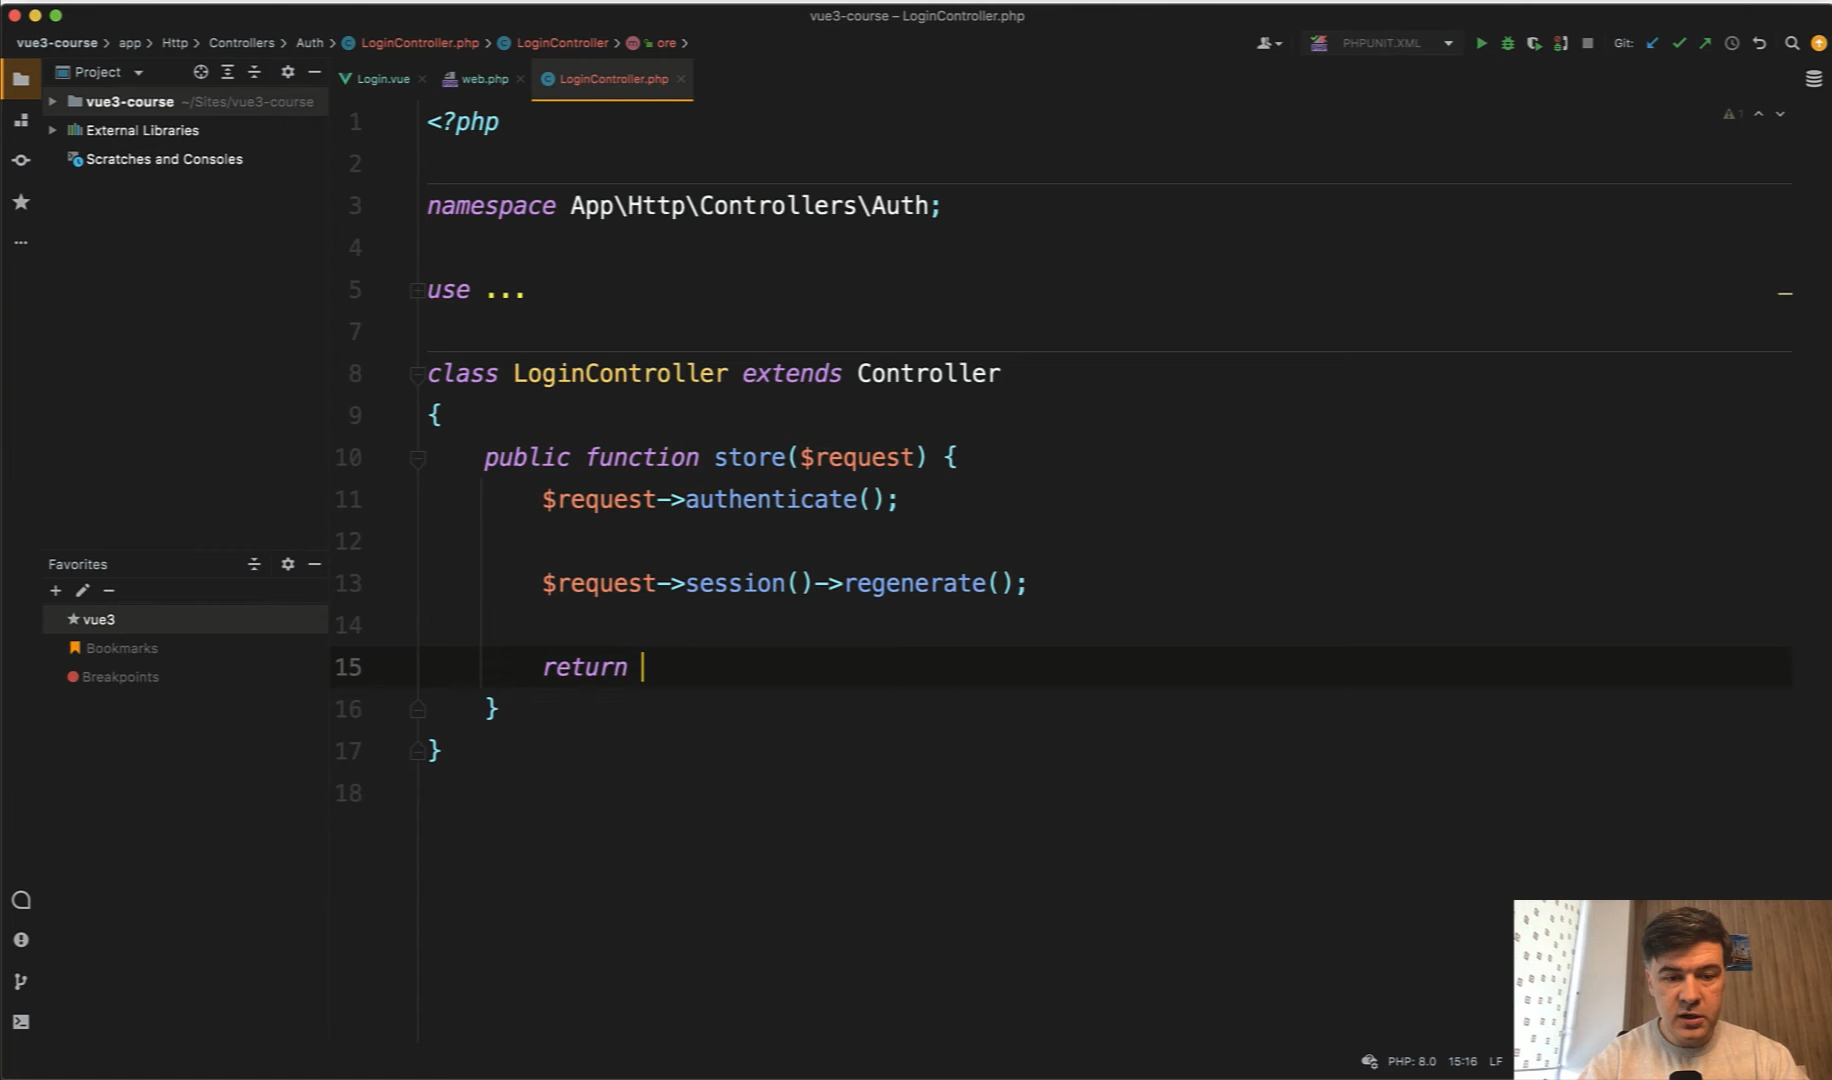 vue3-course – LoginController.php
vue3-course > app > Http > Controllers > Auth > LoginController.php > LoginController > ore >
PHPUNIT.XML
Git:
Project
Login.vue
web.php
LoginController.php
vue3-course ~/Sites/vue3-course
External Libraries
Scratches and Consoles
1 <?php
2
3 namespace App\Http\Controllers\Auth;
4
5 use ...
7
8 class LoginController extends Controller
9 {
10 public function store($request) {
11 $request->authenticate();
12
13 $request->session()->regenerate();
14
15 return
16 }
17 }
18
1
Favorites
vue3
Bookmarks
Breakpoints
PHP: 8.0 15:16 LF